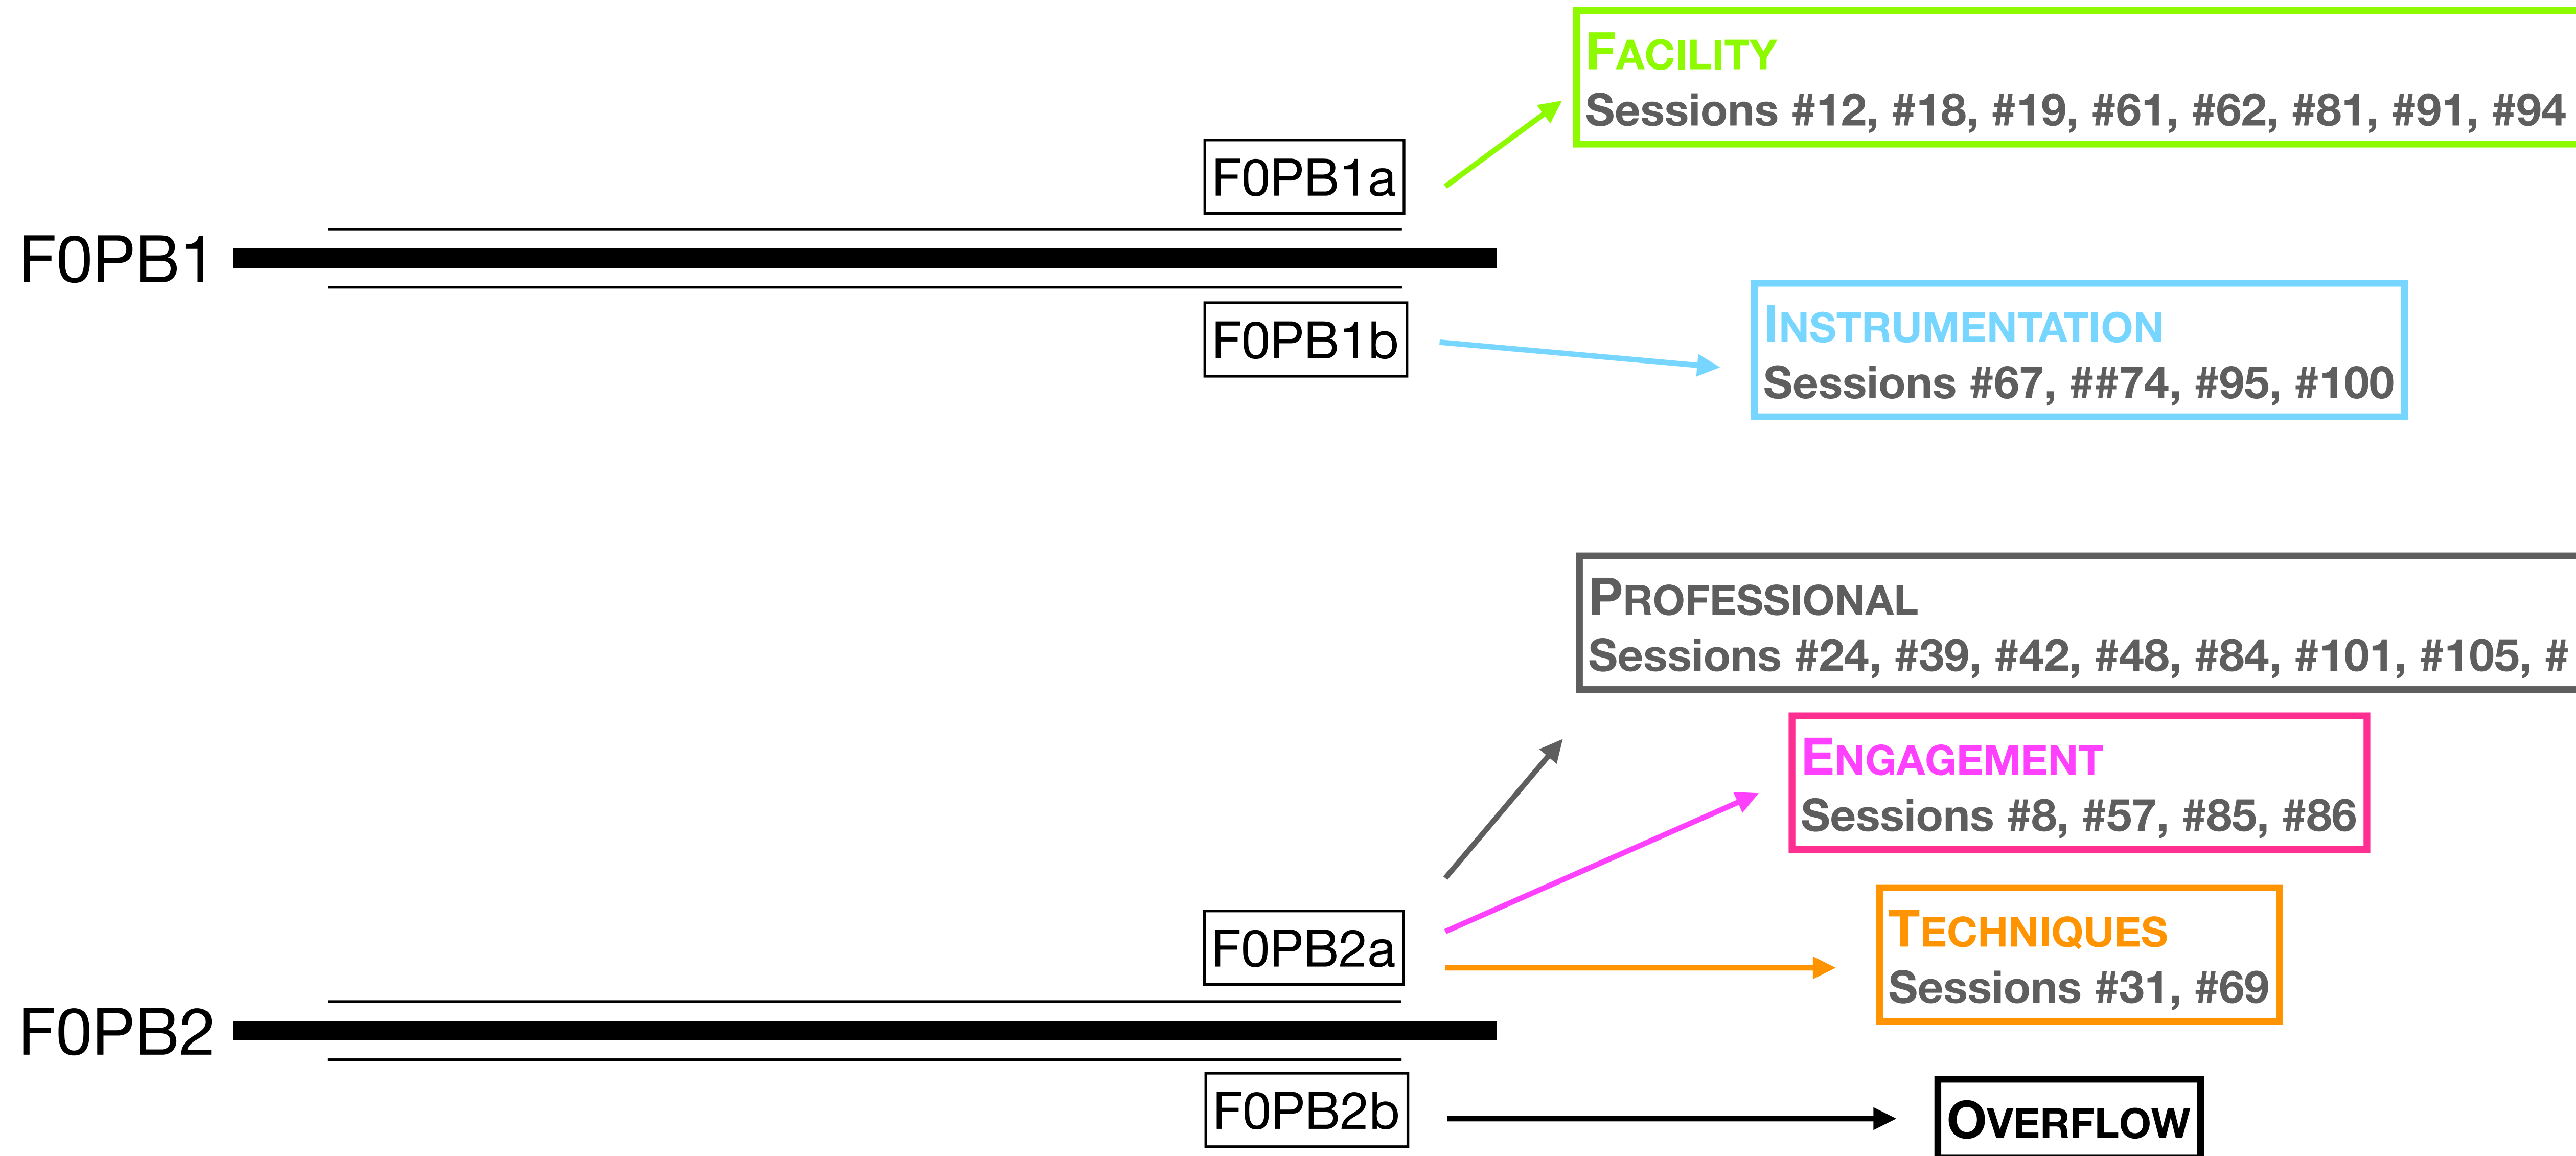 FACILITY
Sessions #12, #18, #19, #61, #62, #81, #91, #94
F0PB1a
F0PB1
F0PB1b
INSTRUMENTATION
Sessions #67, ##74, #95, #100
PROFESSIONAL
Sessions #24, #39, #42, #48, #84, #101, #105, #
ENGAGEMENT
Sessions #8, #57, #85, #86
F0PB2a
TECHNIQUES
Sessions #31, #69
F0PB2
F0PB2b
OVERFLOW